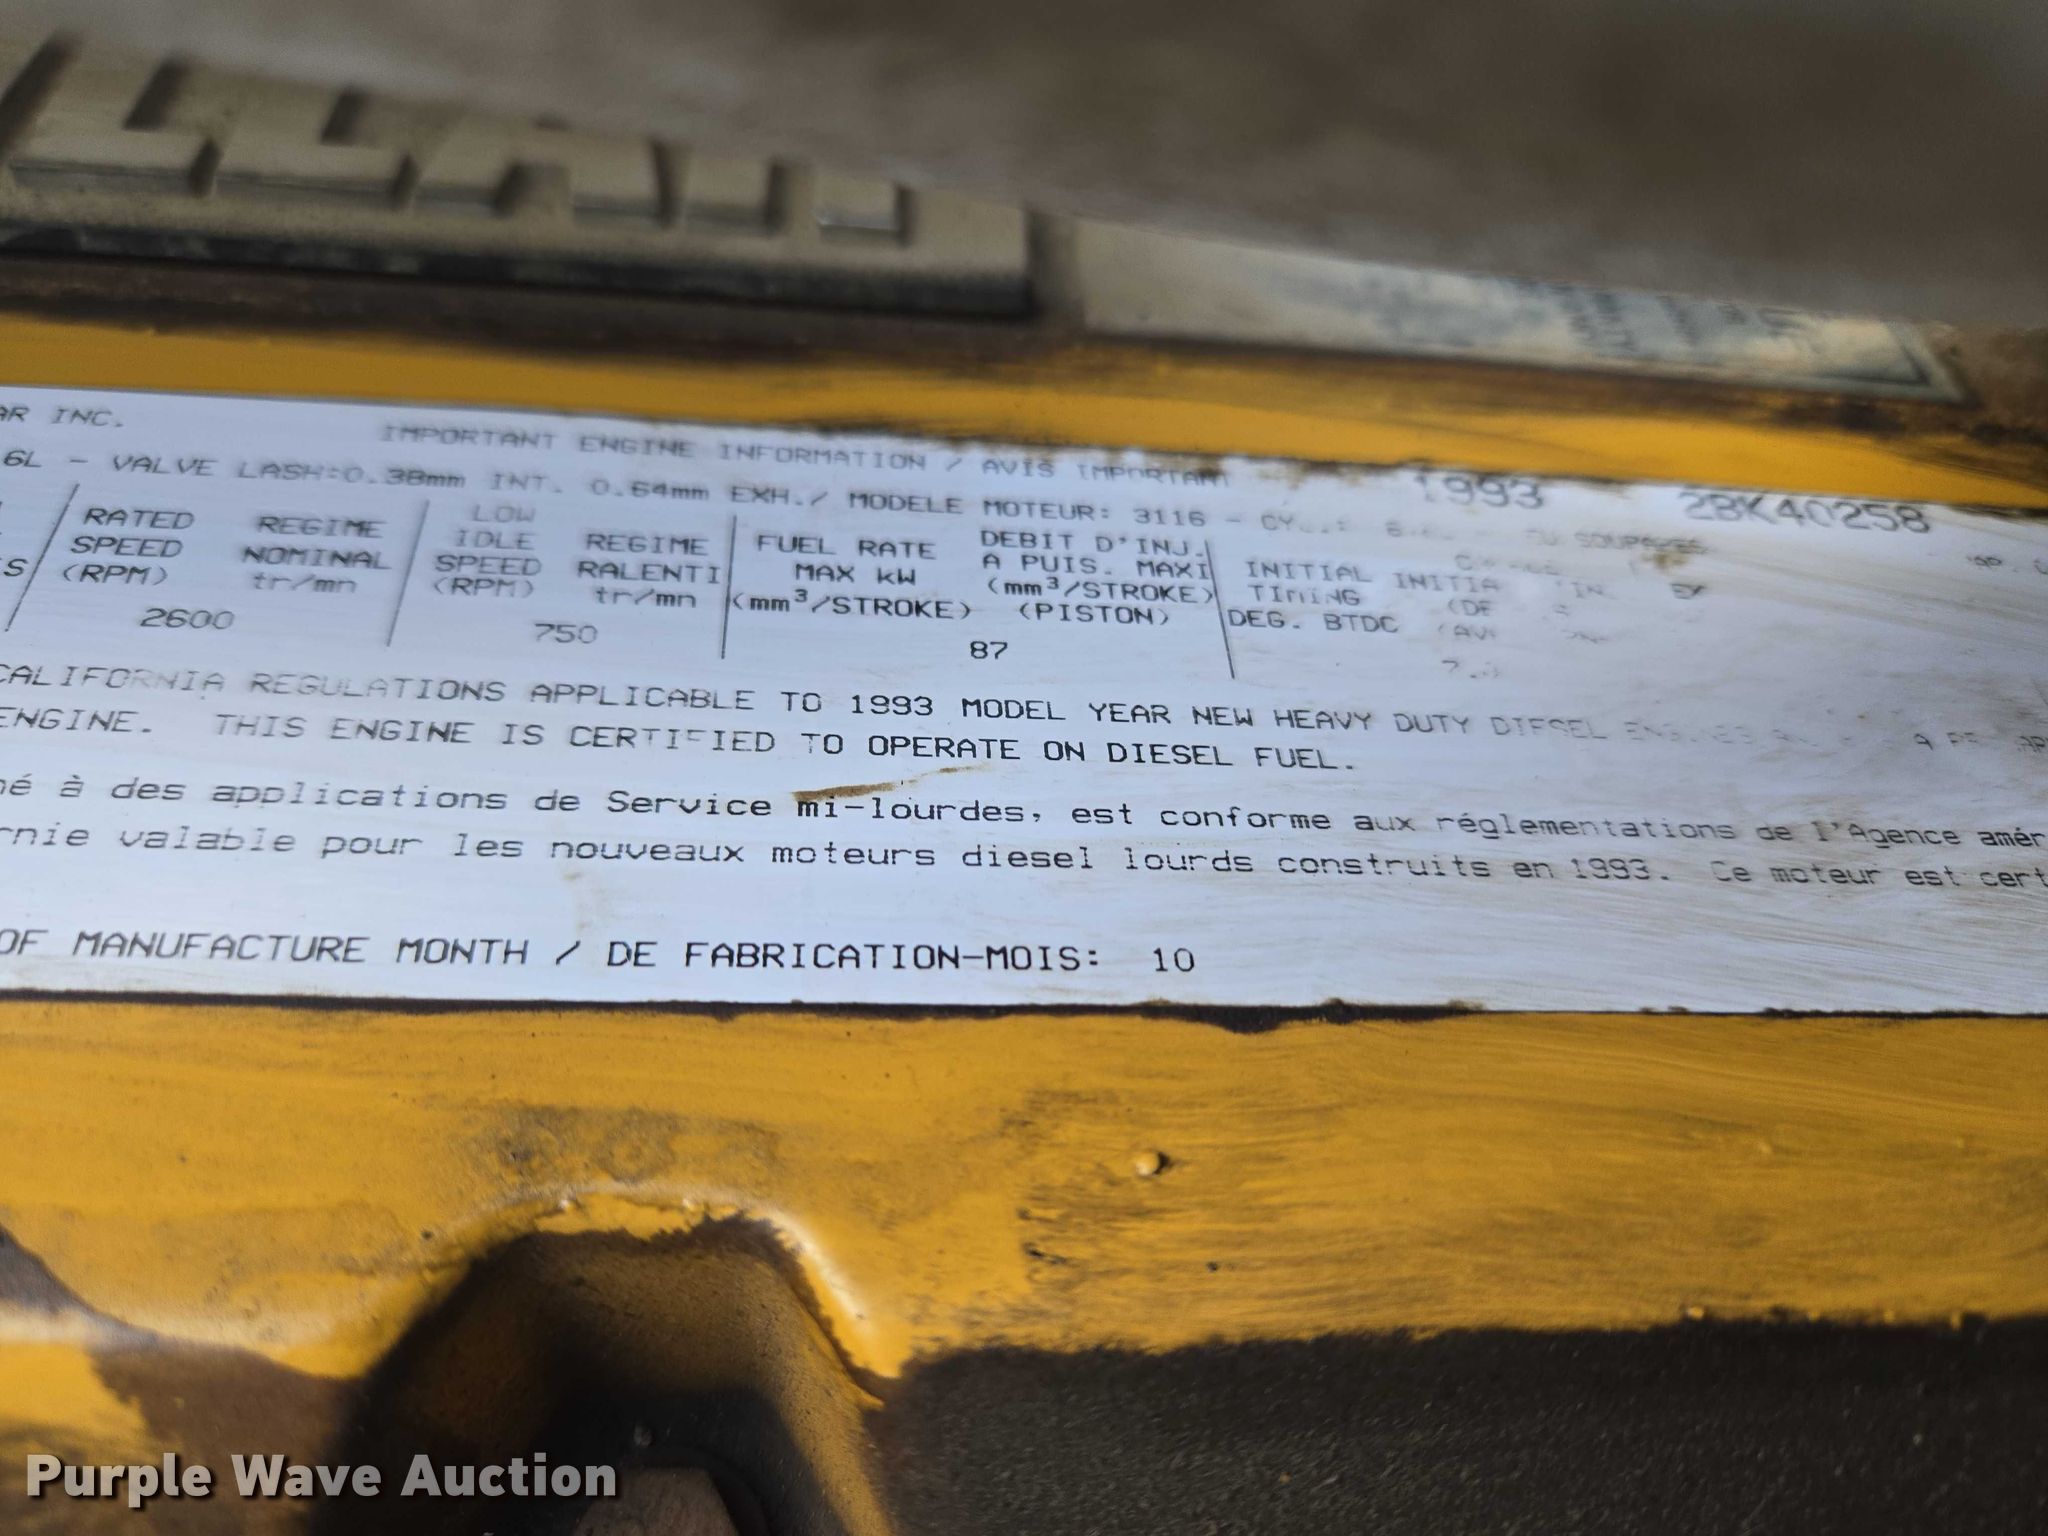 AR INC.
IMPORTANT ENGINE INFORMATION / AVIS IMPORTANT
1993
2BK40258
6L - VALVE LASH:0.38mm INT. 0.64mm EXH./ MODELE MOTEUR: 3116 - CY
RATED
SPEED
(RPM)
REGIME
NOMINAL
tr/mn
2600
LOW
IDLE
SPEED
(RPM)
REGIME
RALENTI
tr/mn
750
FUEL RATE
MAX kW
(mm³/STROKE)
DEBIT D'INJ.
A PUIS. MAXI
(mm³/STROKE)
(PISTON)
87
INITIAL
TIMING
DEG. BTDC
CALIFORNIA REGULATIONS APPLICABLE TO 1993 MODEL YEAR NEW HEAVY DUTY DIESEL
ENGINE. THIS ENGINE IS CERTIFIED TO OPERATE ON DIESEL FUEL.
né à des applications de Service mi-lourdes, est conforme aux réglementations de l'Agence amér
rnie valable pour les nouveaux moteurs diesel lourds construits en 1993. Ce moteur est cert
OF MANUFACTURE MONTH / DE FABRICATION-MOIS: 10
Purple Wave Auction